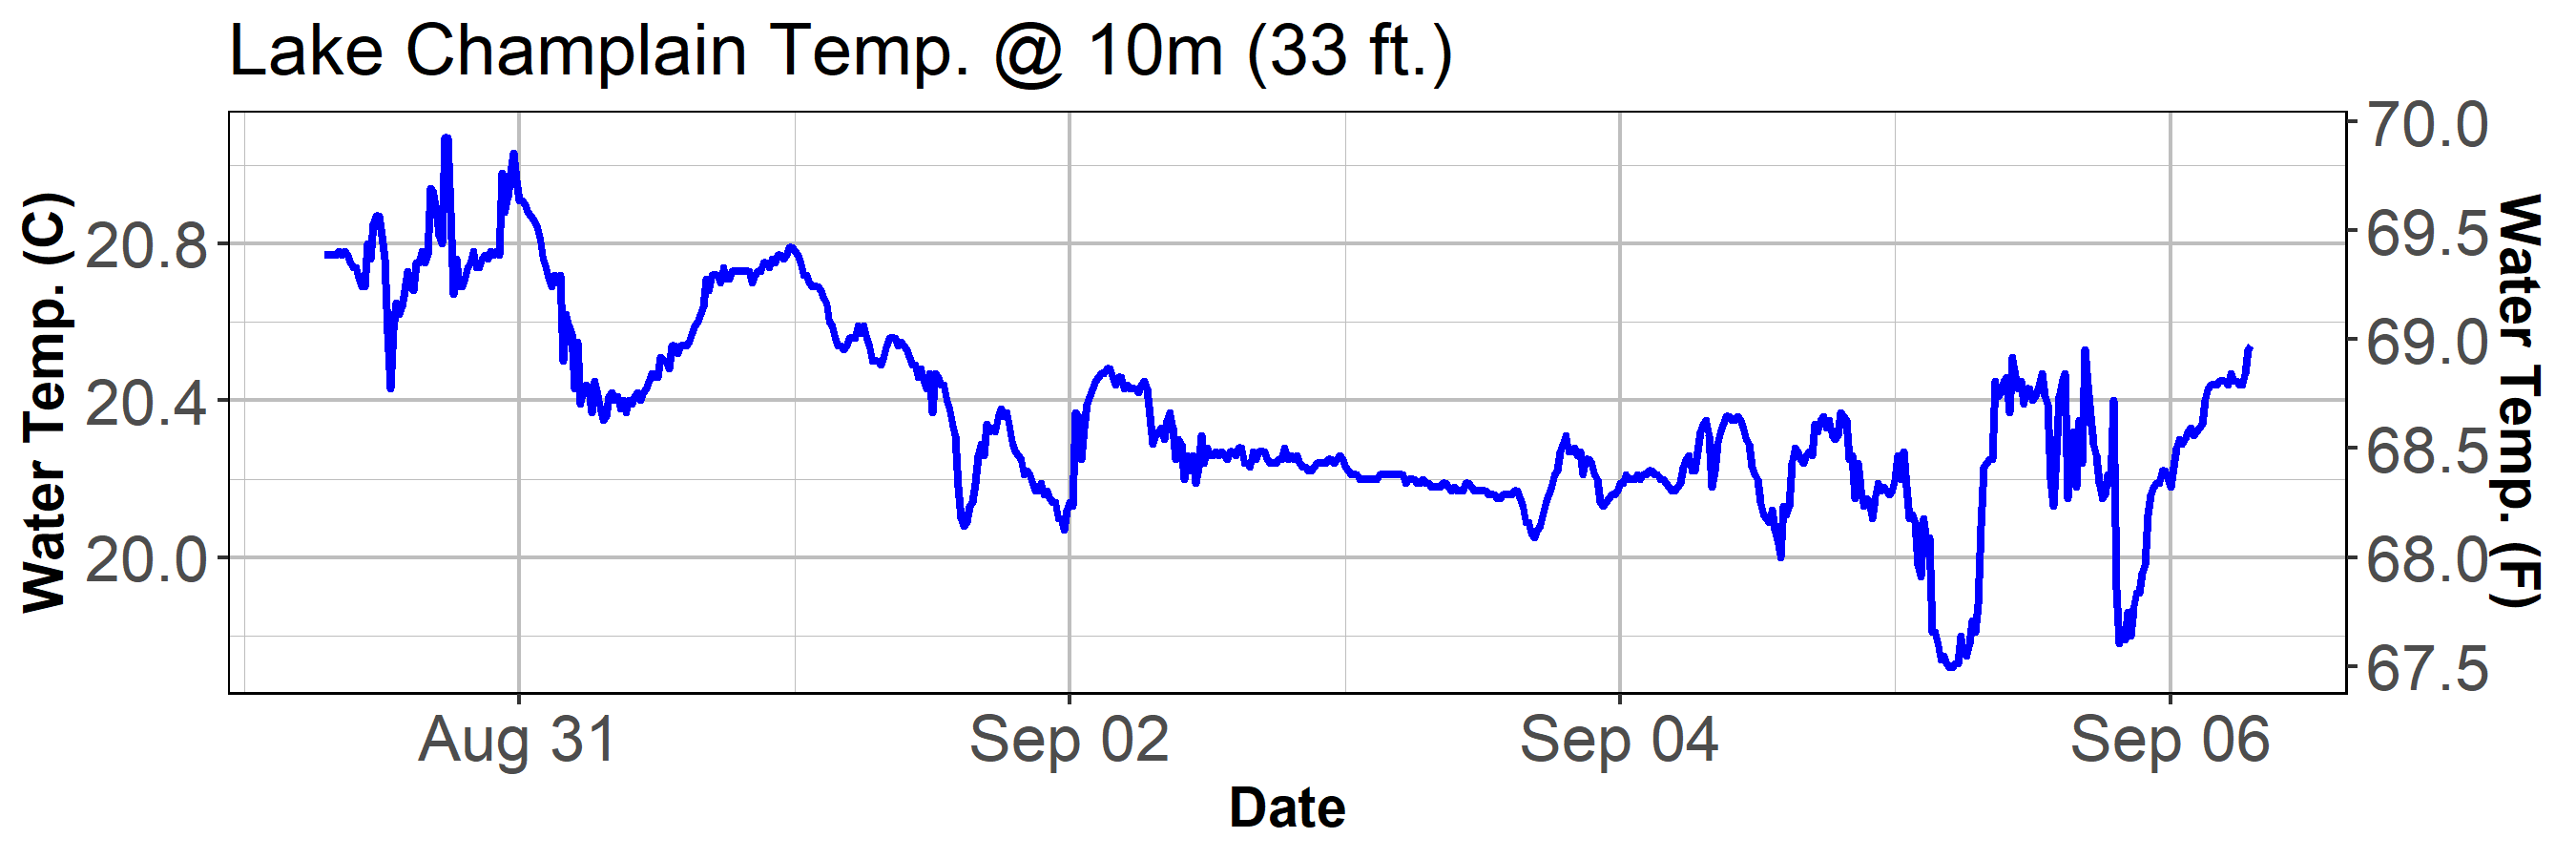 Lake Champlain Temp. @ 10m (33 ft.)
Water Temp. (C)
20.8
20.4
20.0
70.0
69.5
69.0
68.5
68.0
67.5
Water Temp. (F)
Aug 31
Sep 02
Sep 04
Sep 06
Date